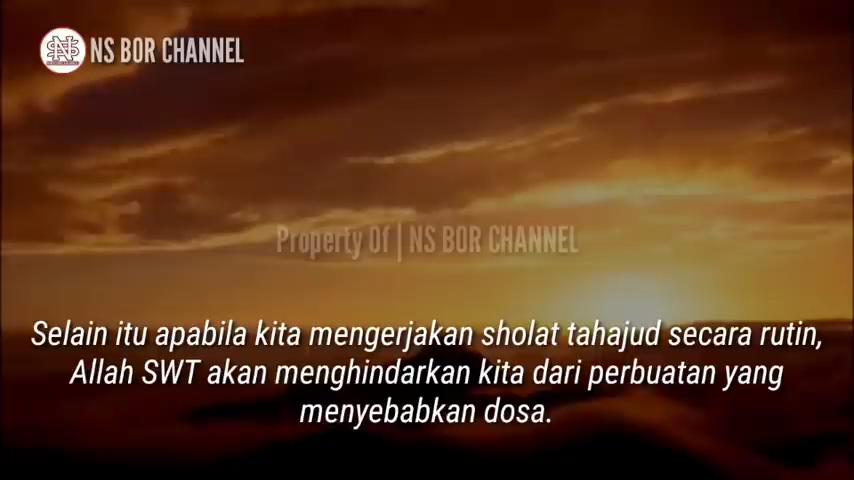 NS BOR CHANNEL
Property Of | NS BOR CHANNEL
Selain itu apabila kita mengerjakan sholat tahajud secara rutin,
Allah SWT akan menghindarkan kita dari perbuatan yang
menyebabkan dosa.